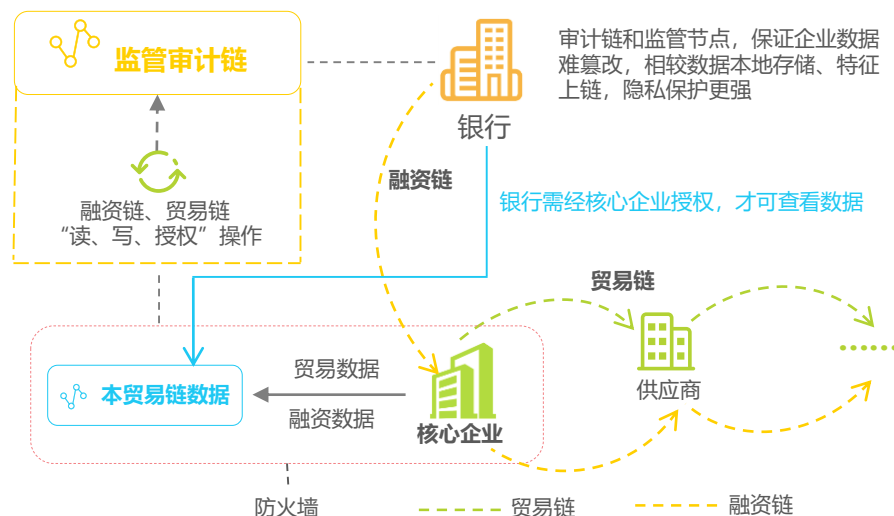 监管审计链
审计链和监管节点，保证企业数据
难篡改，相较数据本地存储、特征
上链，隐私保护更强
银行
融资链
融资链、贸易链
“读、写、授权”操作
银行需经核心企业授权，才可查看数据
贸易链
本贸易链数据
贸易数据
融资数据
核心企业
供应商
防火墙
贸易链
融资链